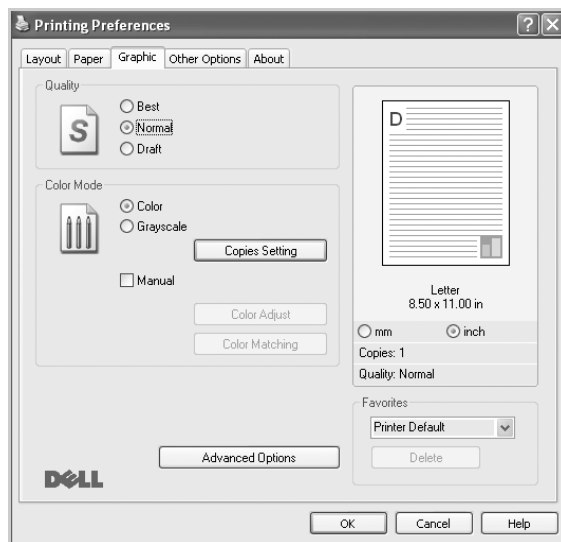 Printing Preferences
Layout Paper Graphic Other Options About
Quality
S
Best
Normal
Draft
Color Mode
Color
Grayscale
Copies Setting
Manual
Color Adjust
Color Matching
Advanced Options
DELL
D
Letter
8.50 x 11.00 in
mm inch
Copies: 1
Quality: Normal
Favorites
Printer Default
Delete
OK Cancel Help